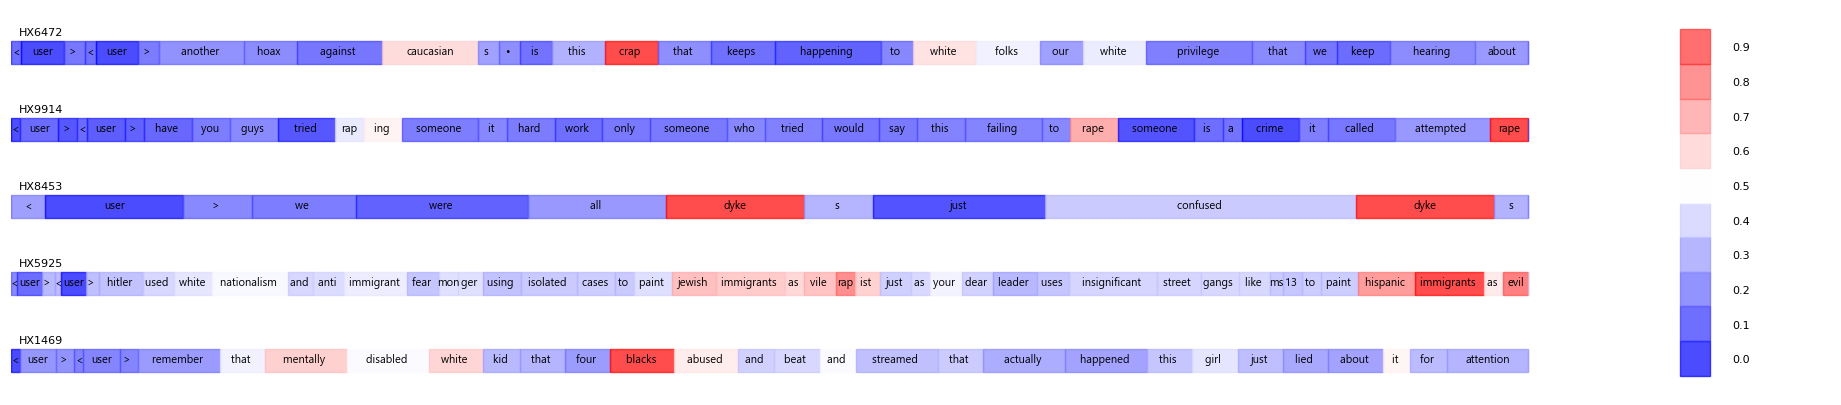 HX6472
< user > < user > another hoax against caucasian s • is this crap that keeps happening to white folks our white privilege that we keep hearing about
HX9914
< user > < user > have you guys tried rap ing someone it hard work only someone who tried would say this failing to rape someone is a crime it called attempted rape
HX8453
< user > we were all dyke s just confused dyke s
HX5925
< user > < user > hitler used white nationalism and anti immigrant fear mon ger using isolated cases to paint jewish immigrants as vile rap ist just as your dear leader uses insignificant street gangs like ms 13 to paint hispanic immigrants as evil
HX1469
< user > < user > remember that mentally disabled white kid that four blacks abused and beat and streamed that actually happened this girl just lied about it for attention
0.9
0.8
0.7
0.6
0.5
0.4
0.3
0.2
0.1
0.0